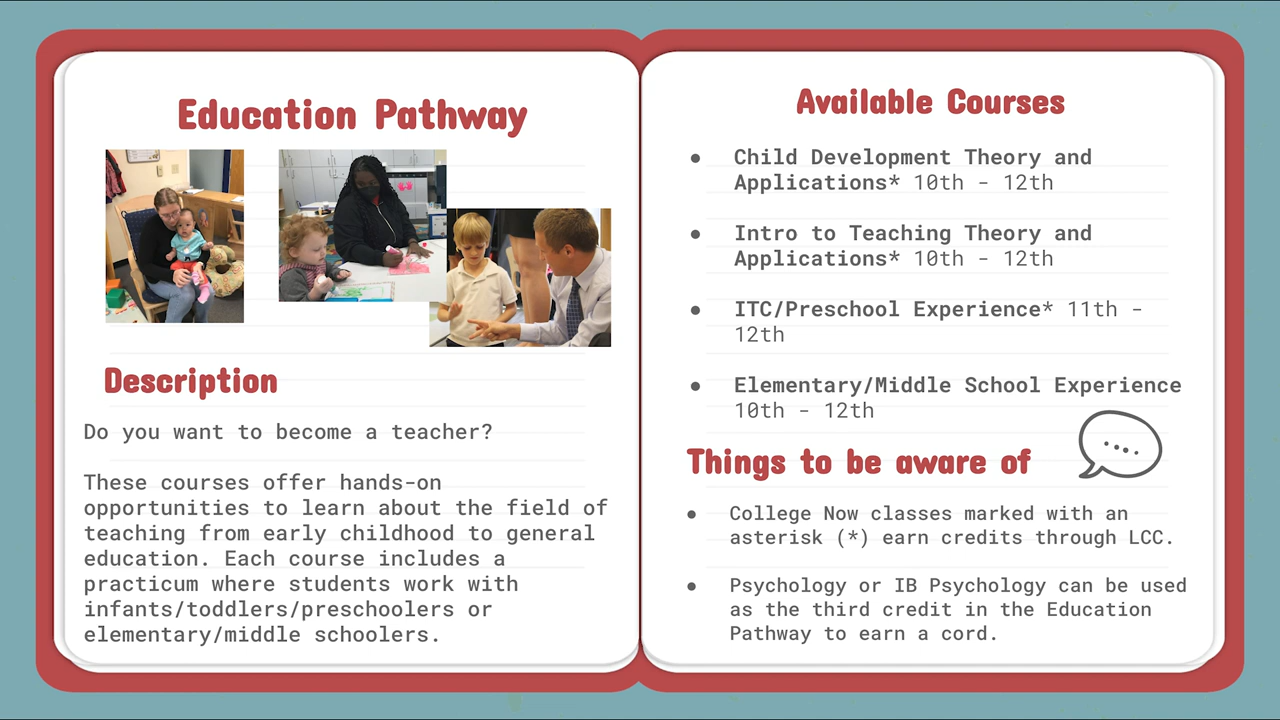 Education Pathway
Description
Do you want to become a teacher?
These courses offer hands-on
opportunities to learn about the field of
teaching from early childhood to general
education. Each course includes a
practicum where students work with
infants/toddlers/preschoolers or
elementary/middle schoolers.
Available Courses
● Child Development Theory and
Applications* 10th - 12th
● Intro to Teaching Theory and
Applications* 10th - 12th
● ITC/Preschool Experience* 11th -
12th
● Elementary/Middle School Experience
10th - 12th
Things to be aware of
● College Now classes marked with an
asterisk (*) earn credits through LCC.
● Psychology or IB Psychology can be used
as the third credit in the Education
Pathway to earn a cord.